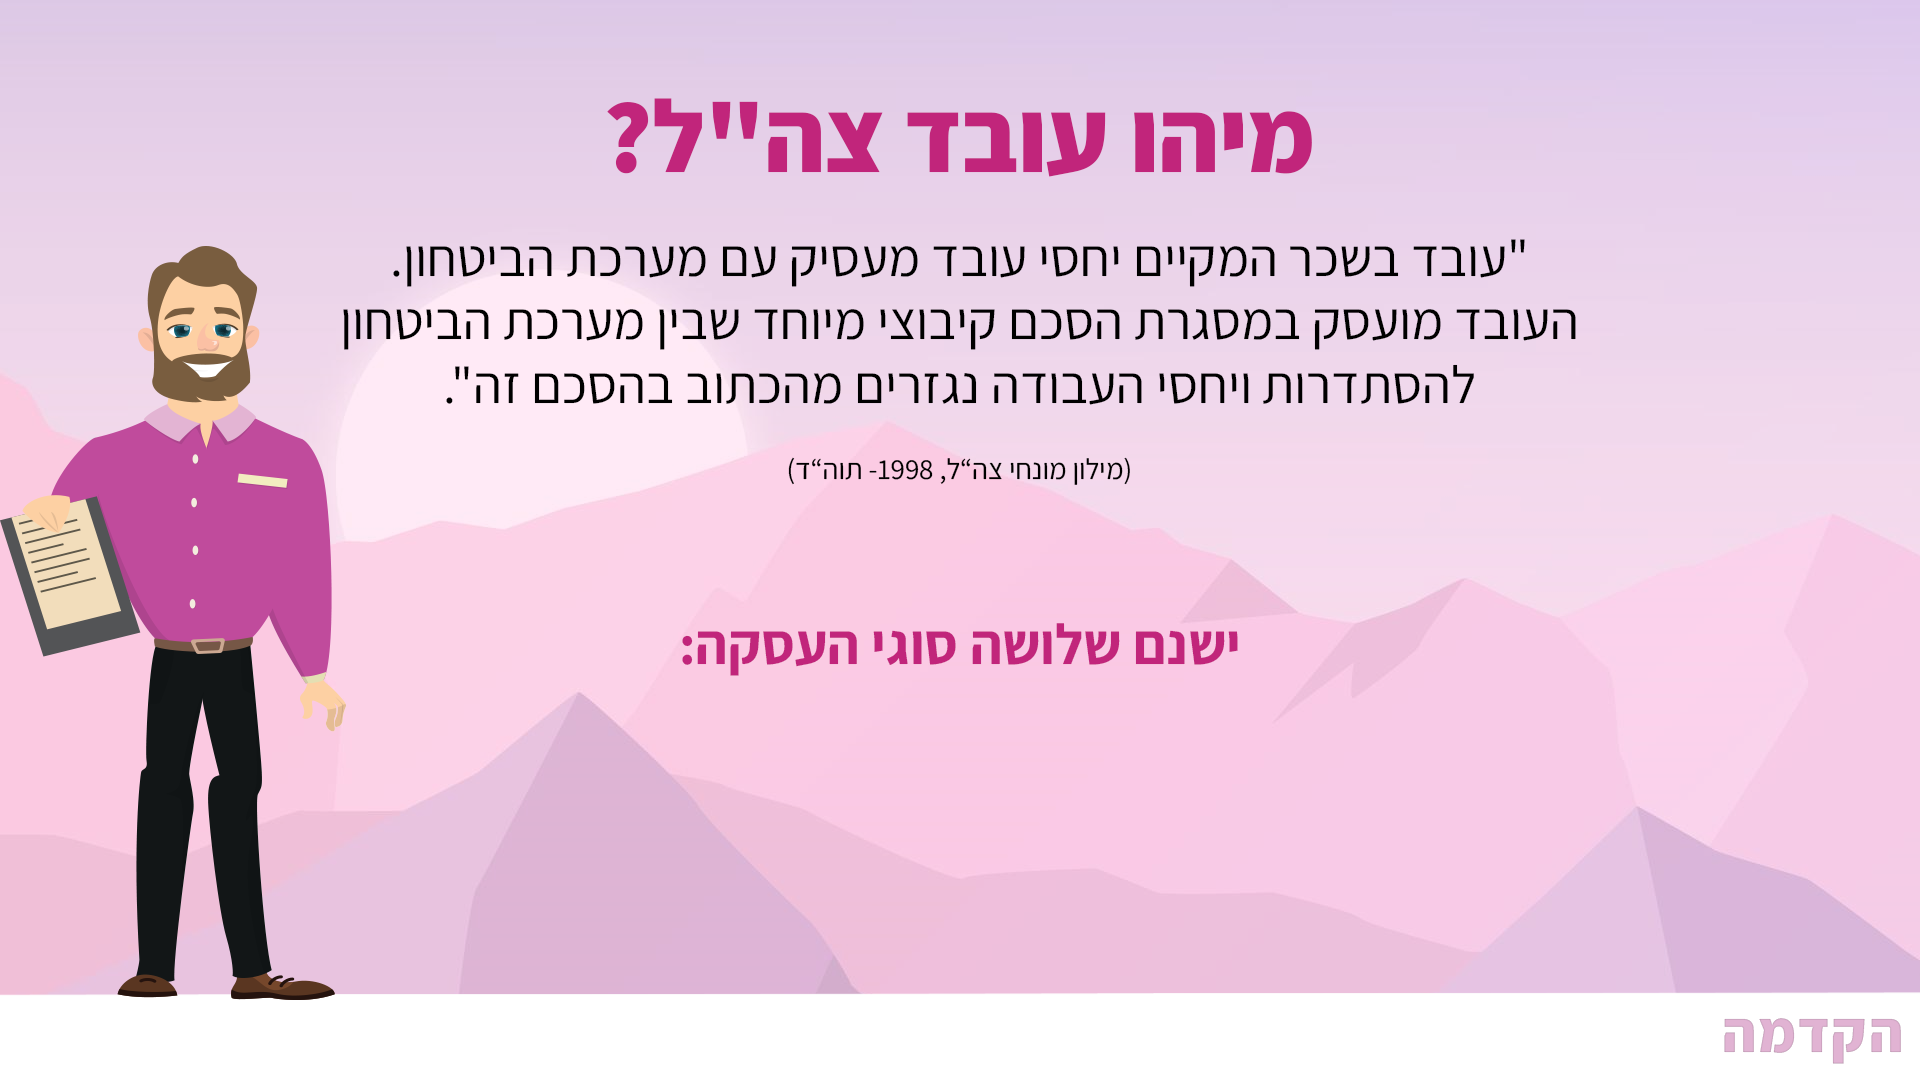 מיהו עובד צה"ל?
"עובד בשכר המקיים יחסי עובד מעסיק עם מערכת הביטחון.
העובד מועסק במסגרת הסכם קיבוצי מיוחד שבין מערכת הביטחון
להסתדרות ויחסי העבודה נגזרים מהכתוב בהסכם זה".
(מילון מונחי צה“ל, 1998- תוה“ד)
ישנם שלושה סוגי העסקה:
הקדמה